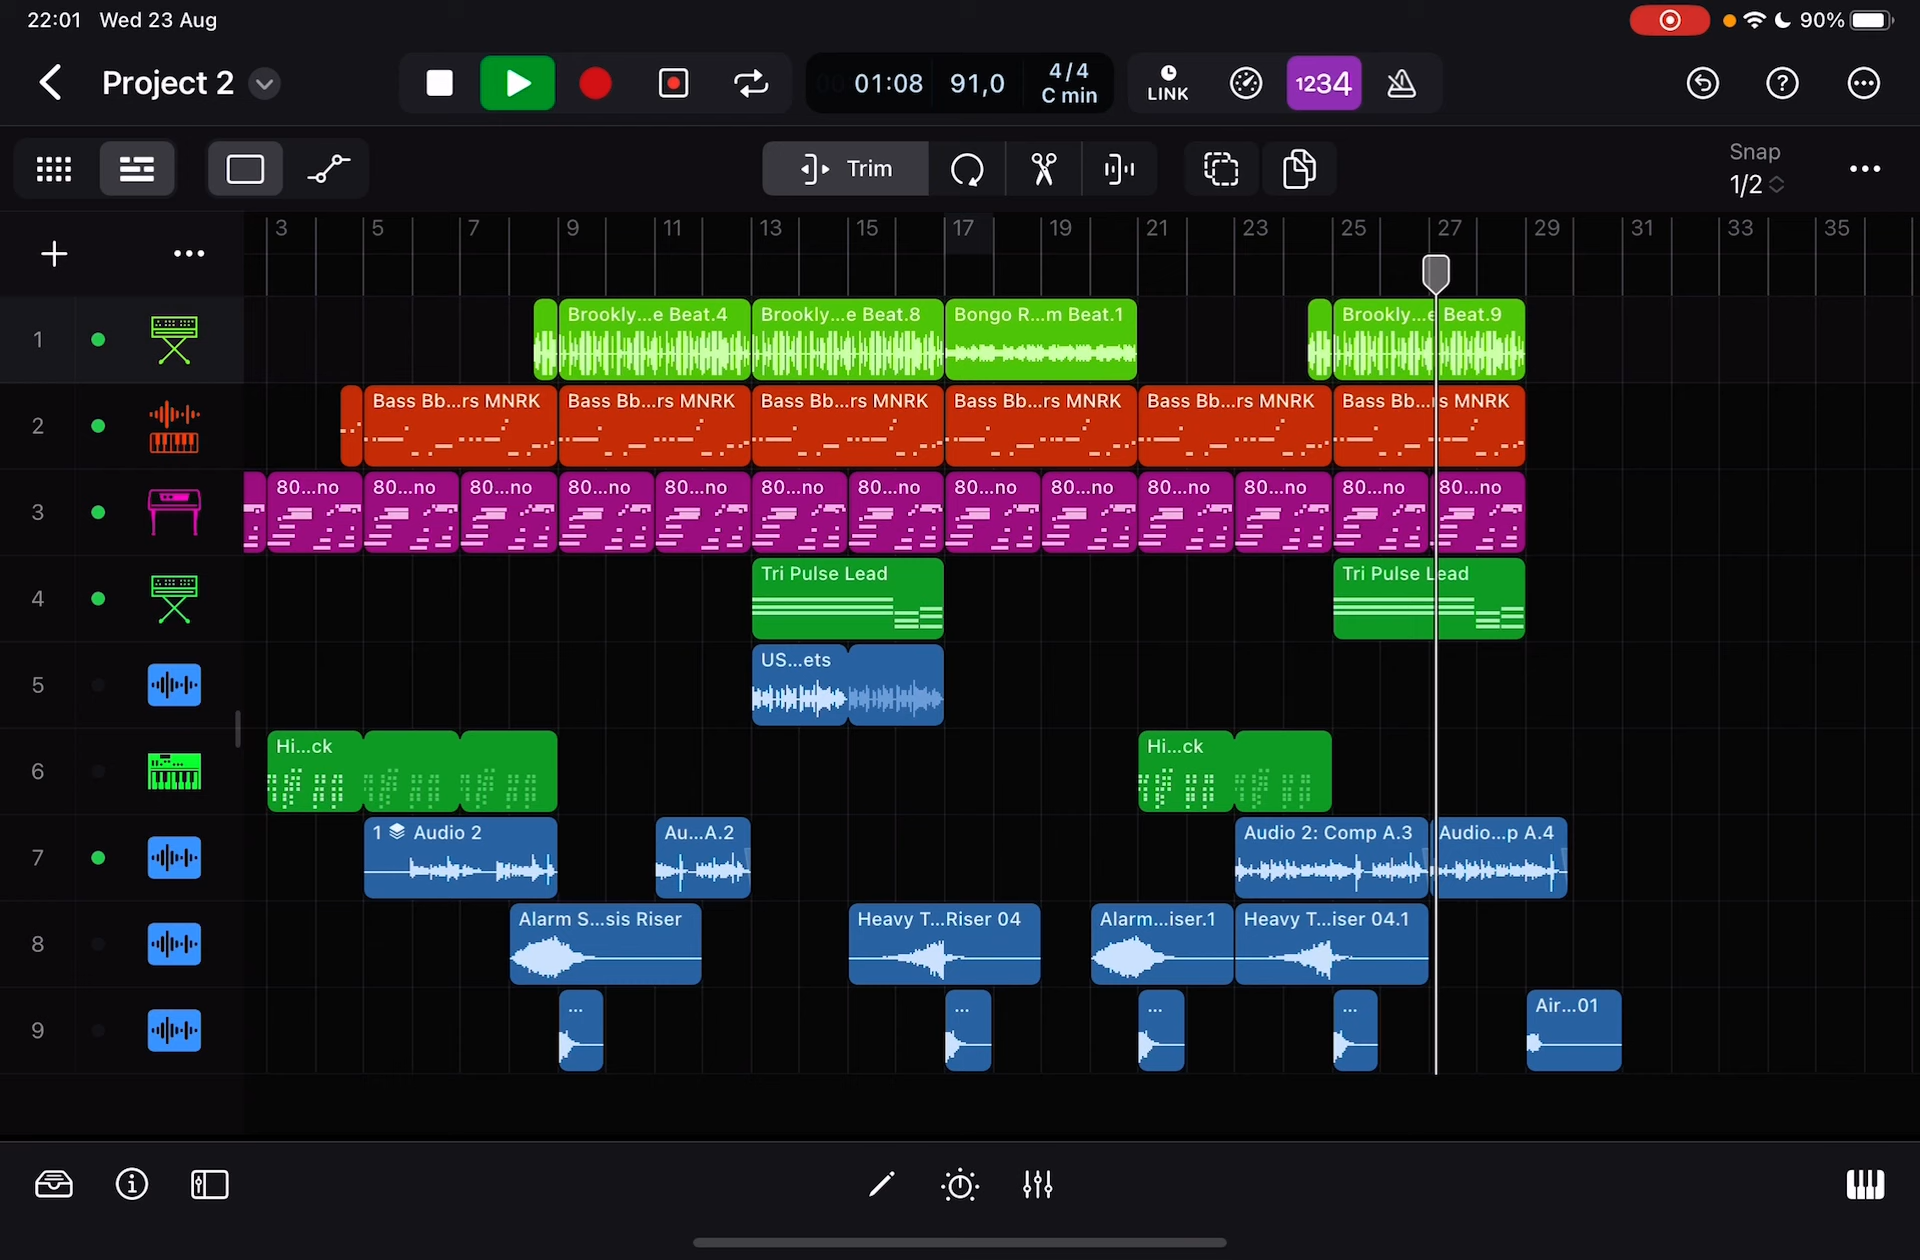 22:01 Wed 23 Aug
90%
Project 2
01:08 91,0 4/4
C min
LINK
1234
Trim
Snap
1/2
3 5 7 9 11 13 15 17 19 21 23 25 27 29 31 33 35
1 Brookly...e Beat.4 Brookly...e Beat.8 Bongo R...m Beat.1 Brookly...e Beat.9
2 Bass Bb...rs MNRK Bass Bb...rs MNRK Bass Bb...rs MNRK Bass Bb...rs MNRK Bass Bb...rs MNRK Bass Bb...rs MNRK
3 80...no 80...no 80...no 80...no 80...no 80...no 80...no 80...no 80...no 80...no 80...no 80...no 80...no
4 Tri Pulse Lead Tri Pulse Lead
5 US...ets
6 Hi...ck Hi...ck
7 1 Audio 2 Au...A.2 Audio 2: Comp A.3 Audio...p A.4
8 Alarm S...sis Riser Heavy T...Riser 04 Alarm...iser.1 Heavy T...iser 04.1
9 ... ... ... ... Air...01